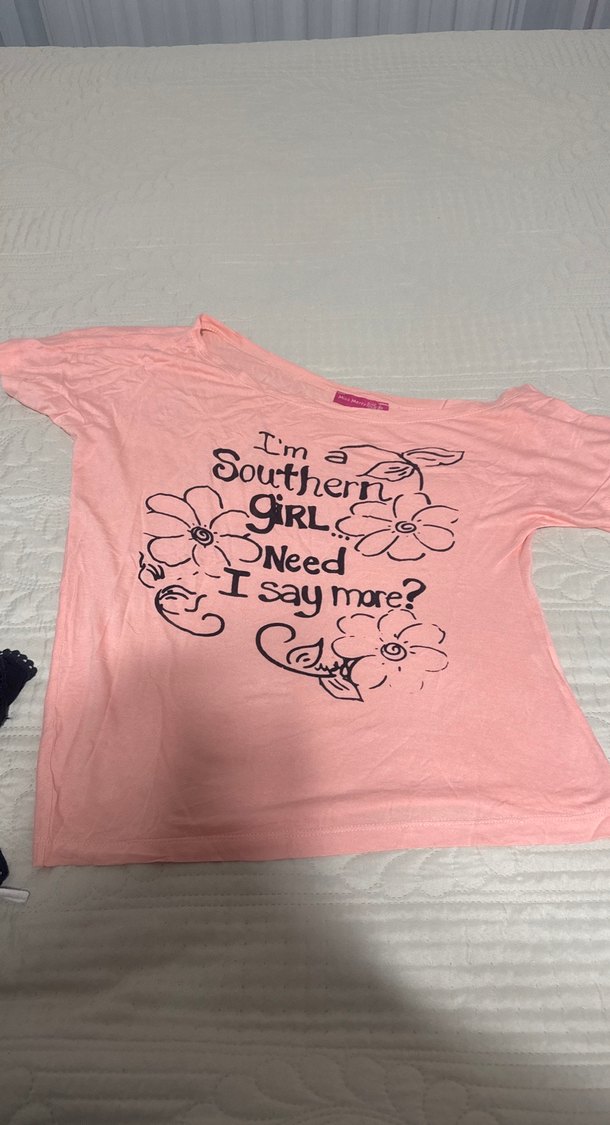 I'm a
Southern
giRL...
Need
I say more?